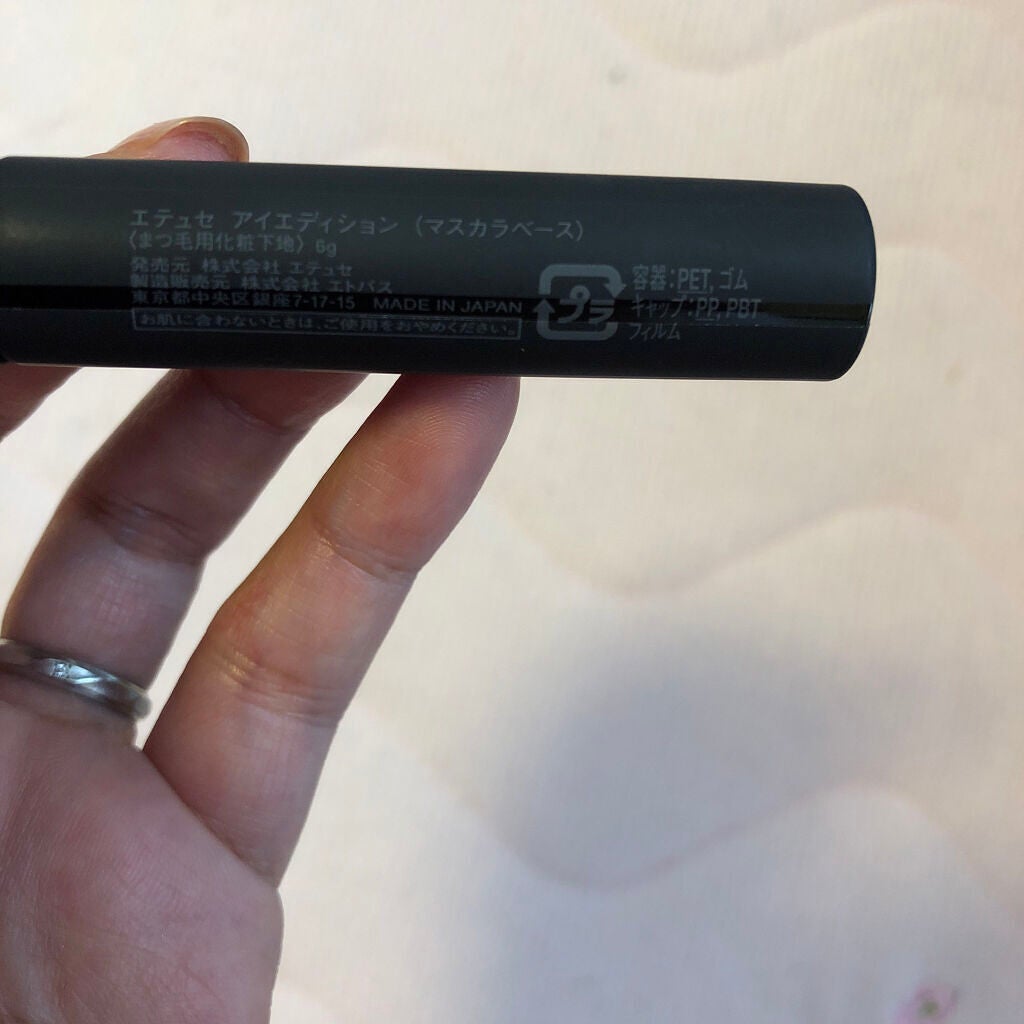 エテュセ アイエディション (マスカラベース)
〈まつ毛用化粧下地〉 6g
発売元 株式会社 エテュセ
製造販売元 株式会社 エトバス
東京都中央区銀座7-17-15 MADE IN JAPAN
お肌に合わないときは、ご使用をおやめください。
プラ
容器:PET, ゴム
キャップ:PP, PBT
フィルム